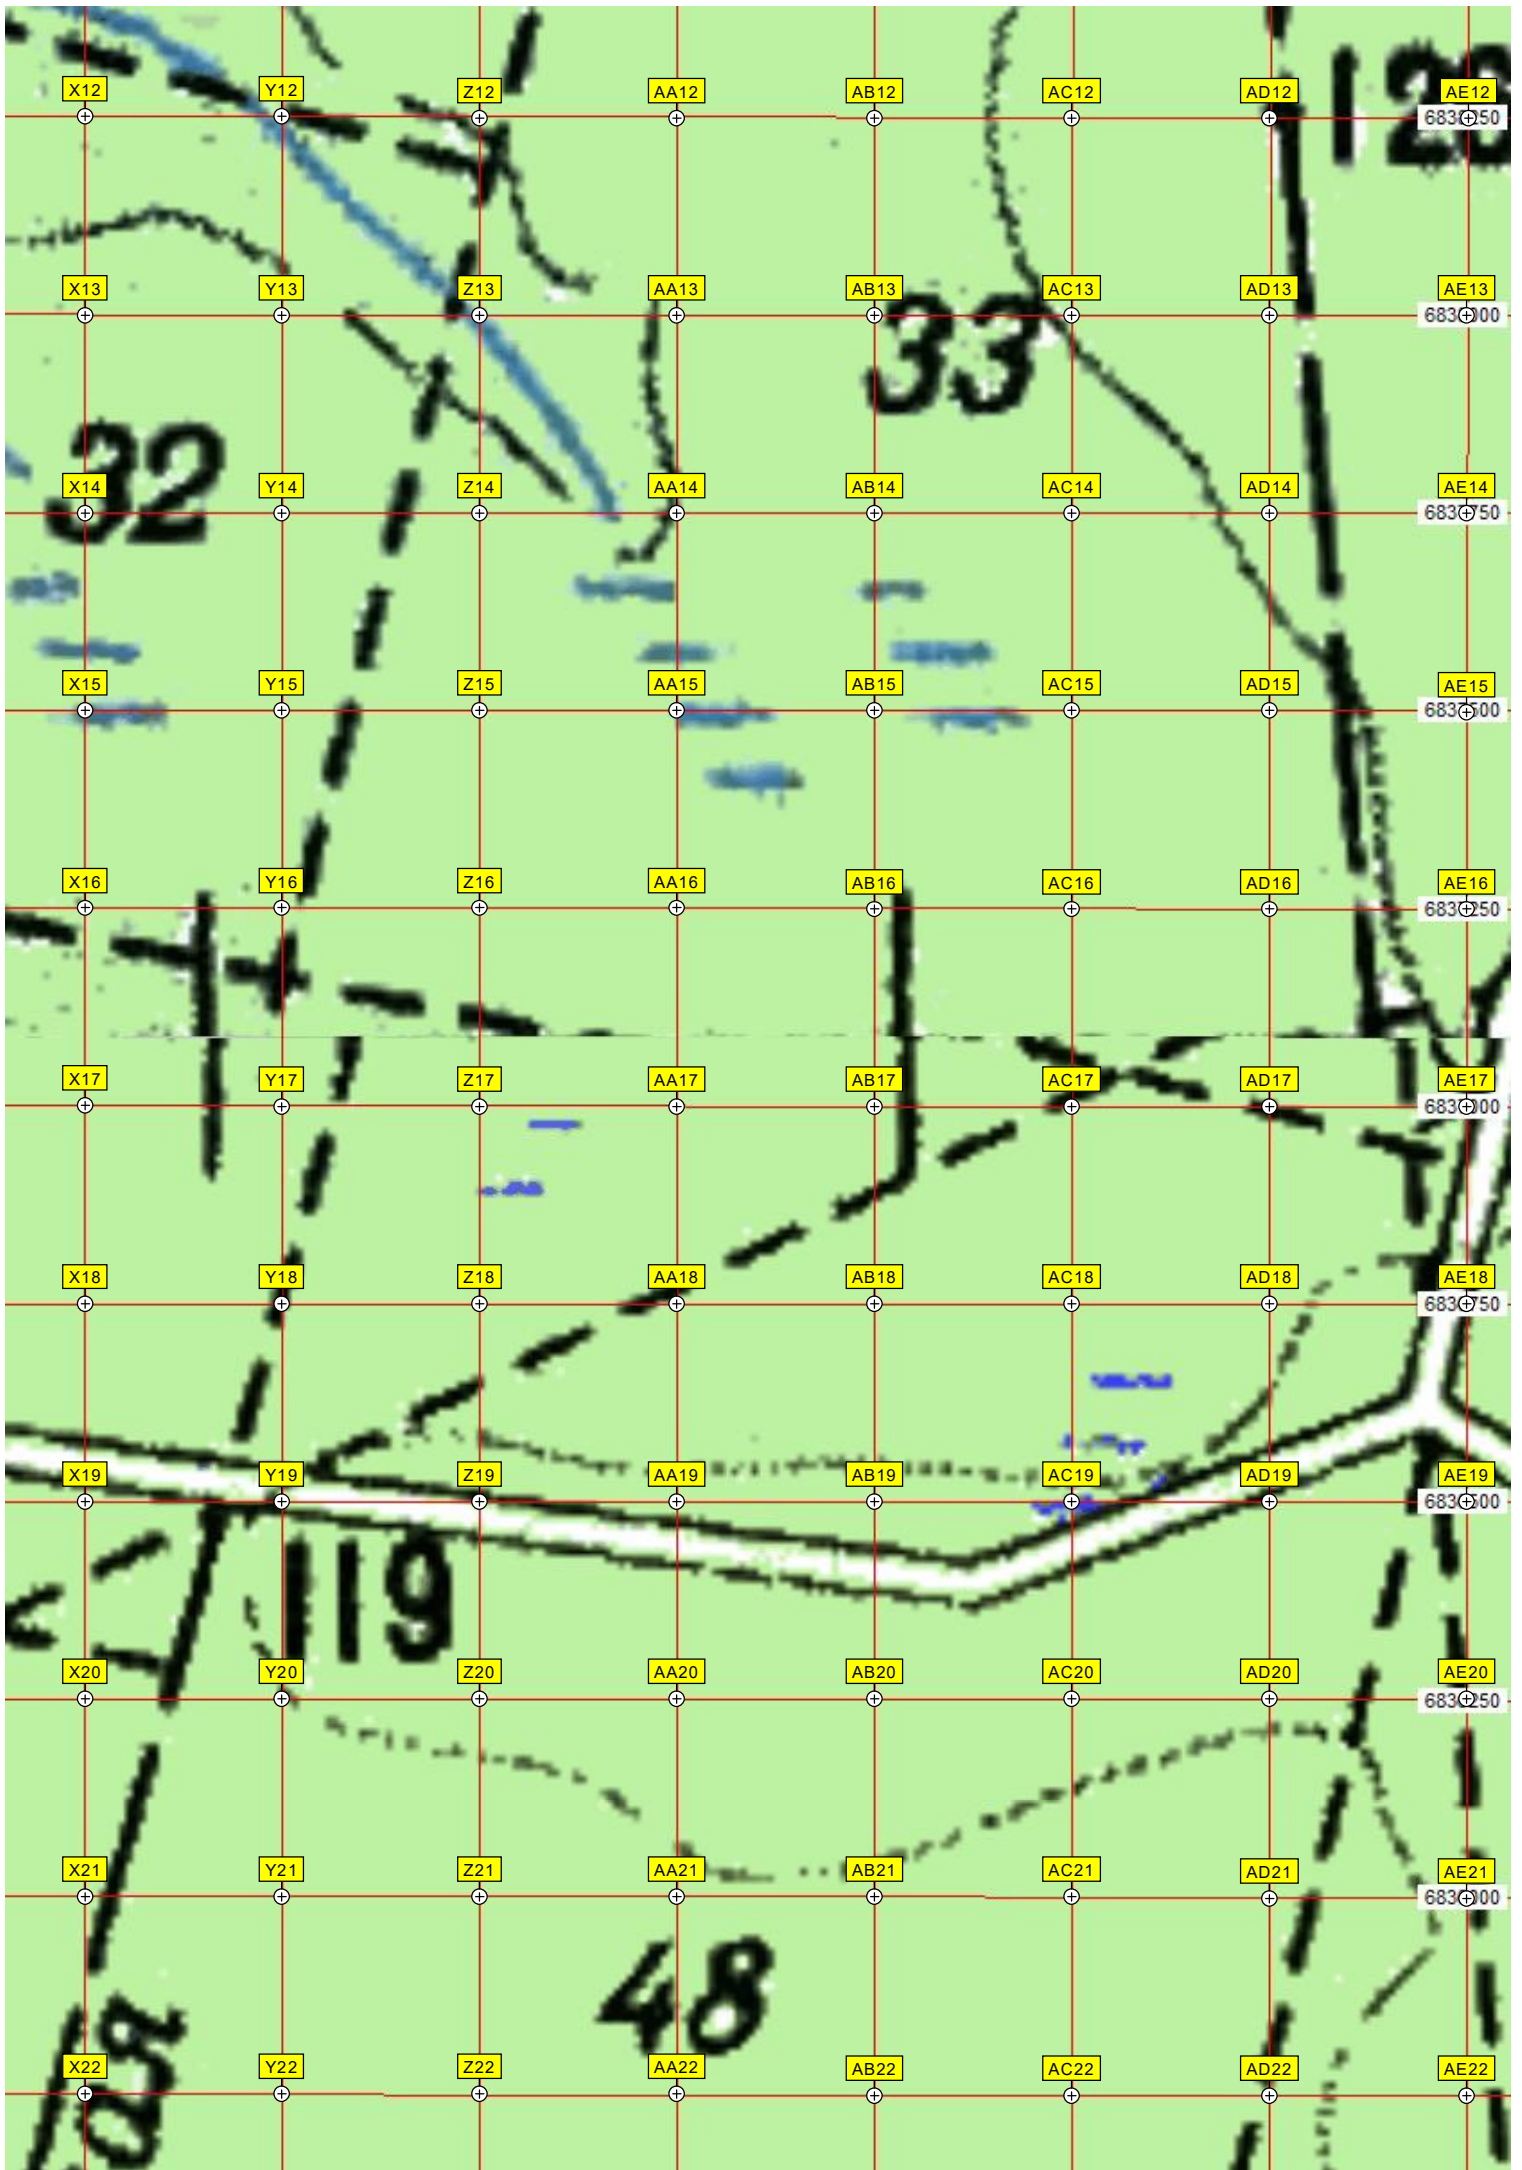 128
X12 Y12 Z12 AA12 AB12 AC12 AD12 AE12
X13 Y13 Z13 AA13 AB13 AC13 AD13 AE13
33
32
X14 Y14 Z14 AA14 AB14 AC14 AD14 AE14
X15 Y15 Z15 AA15 AB15 AC15 AD15 AE15
X16 Y16 Z16 AA16 AB16 AC16 AD16 AE16
X17 Y17 Z17 AA17 AB17 AC17 AD17 AE17
X18 Y18 Z18 AA18 AB18 AC18 AD18 AE18
X19 Y19 Z19 AA19 AB19 AC19 AD19 AE19
119
X20 Y20 Z20 AA20 AB20 AC20 AD20 AE20
X21 Y21 Z21 AA21 AB21 AC21 AD21 AE21
48
X22 Y22 Z22 AA22 AB22 AC22 AD22 AE22